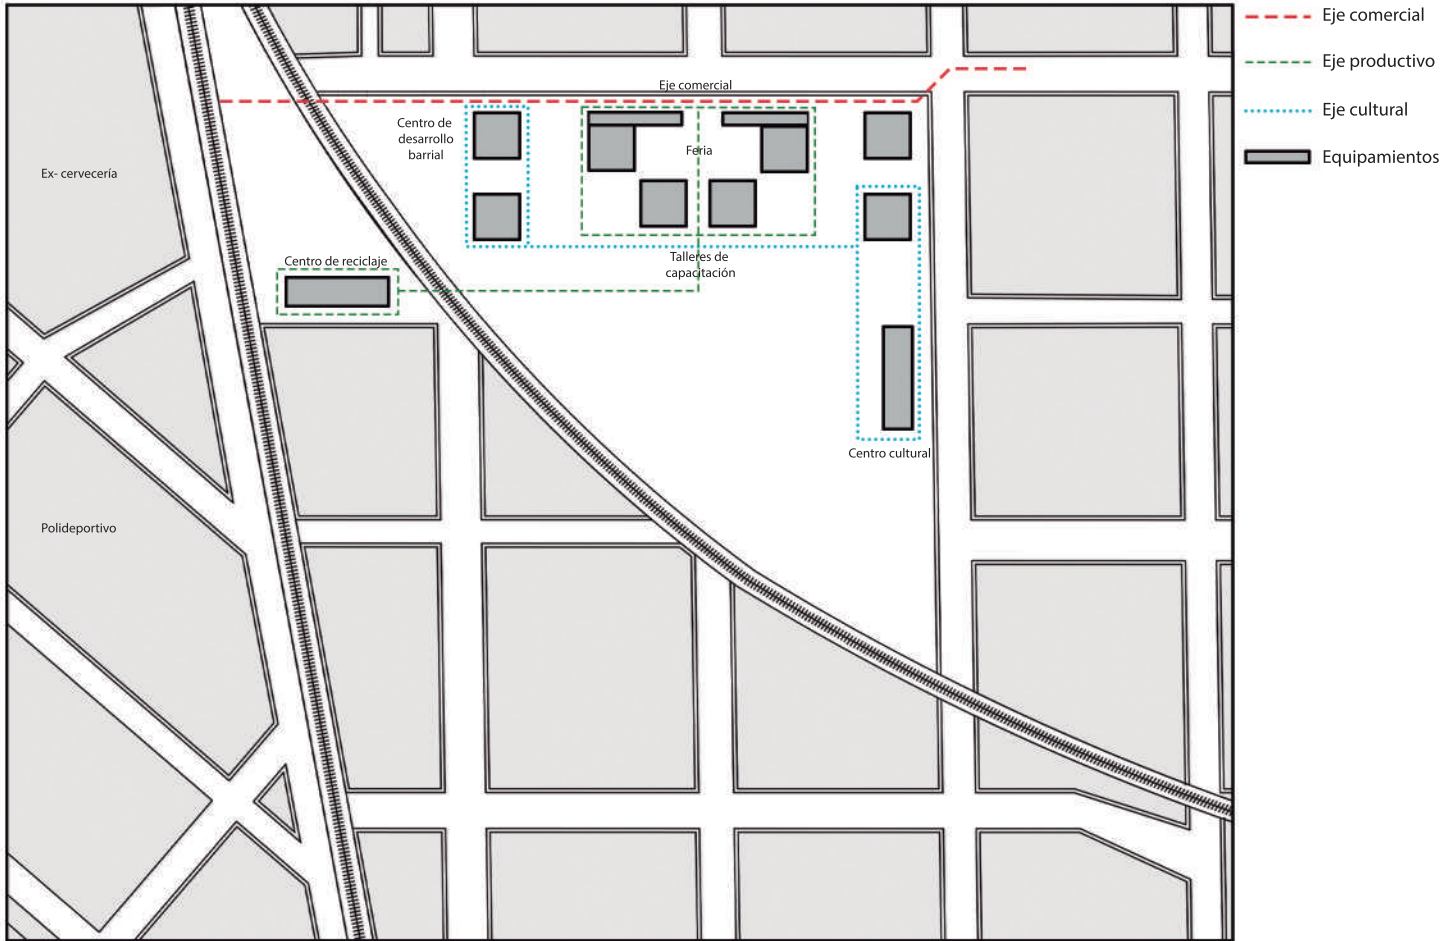 Eje comercial
Eje productivo
Eje cultural
Equipamientos
Eje comercial
Centro de
desarrollo
barrial
Feria
Ex- cervecería
Centro de reciclaje
Talleres de
capacitación
Centro cultural
Polideportivo